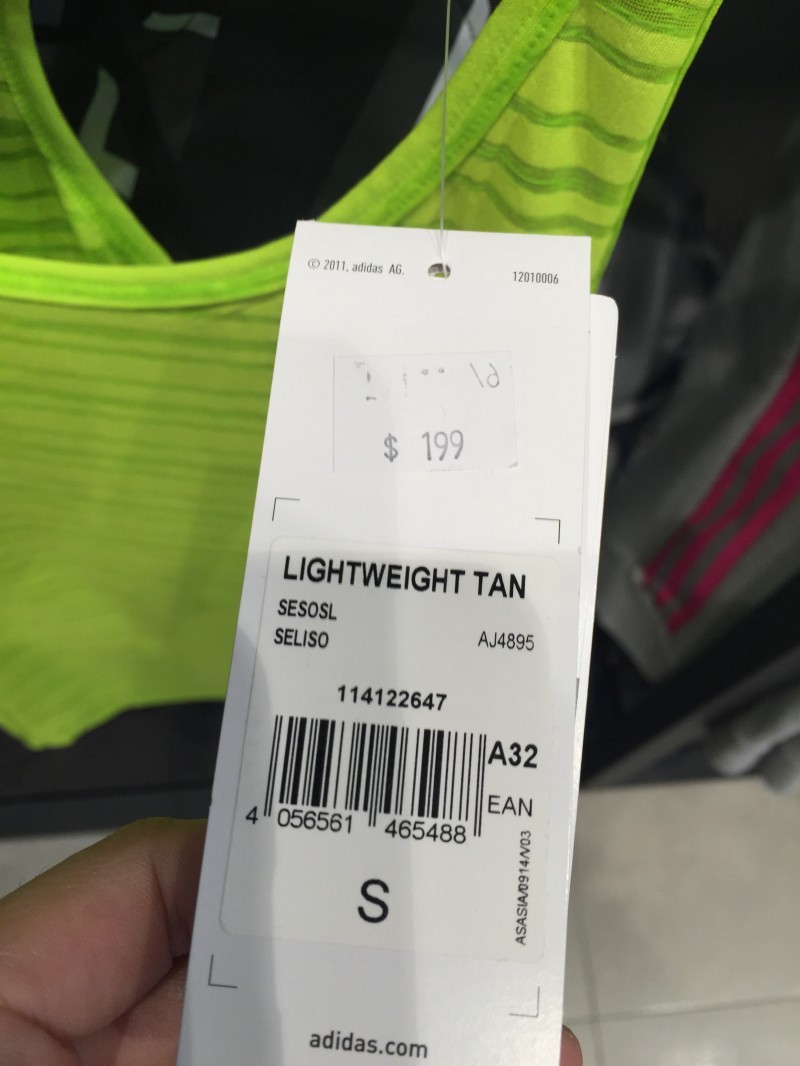 © 2011, adidas AG.
12010006
$ 199
LIGHTWEIGHT TAN
SESOSL
SELISO
AJ4895
114122647
A32
EAN
4 056561 465488
ASASIA/0914/V03
S
adidas.com